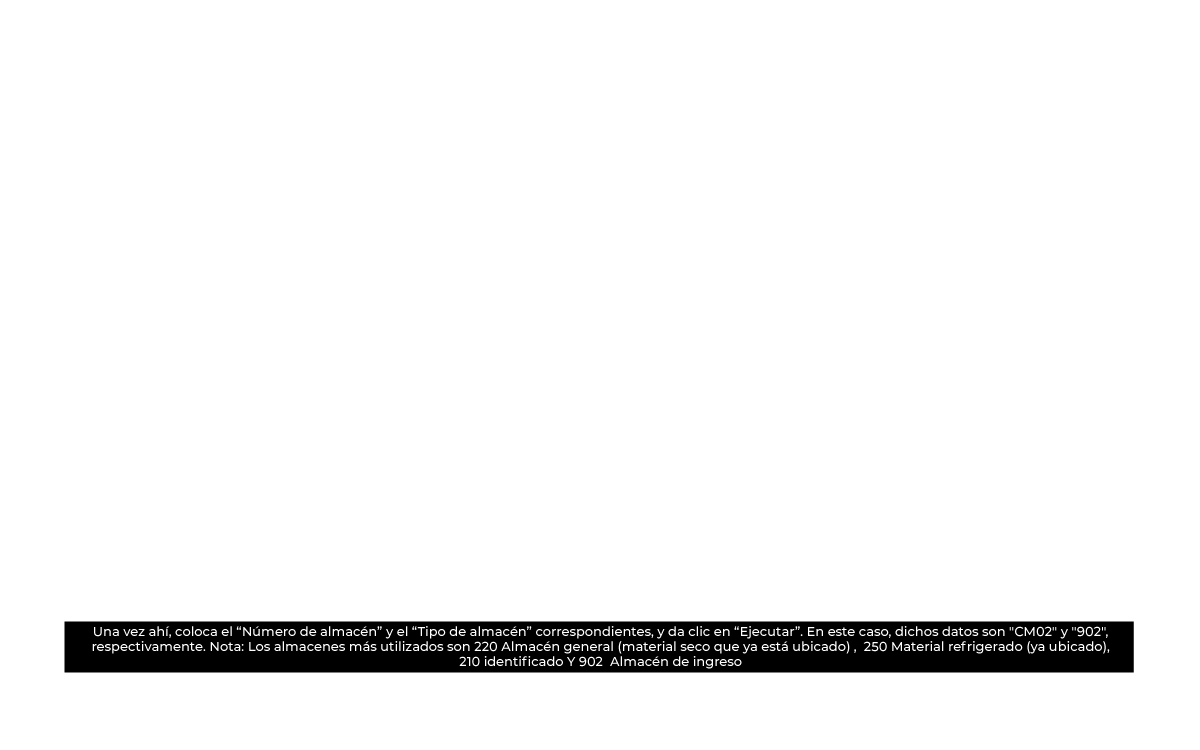 Una vez ahí, coloca el “Número de almacén” y el “Tipo de almacén” correspondientes, y da clic en “Ejecutar”. En este caso, dichos datos son "CM02" y "902",
respectivamente. Nota: Los almacenes más utilizados son 220 Almacén general (material seco que ya está ubicado) ,  250 Material refrigerado (ya ubicado),
210 identificado Y 902  Almacén de ingreso